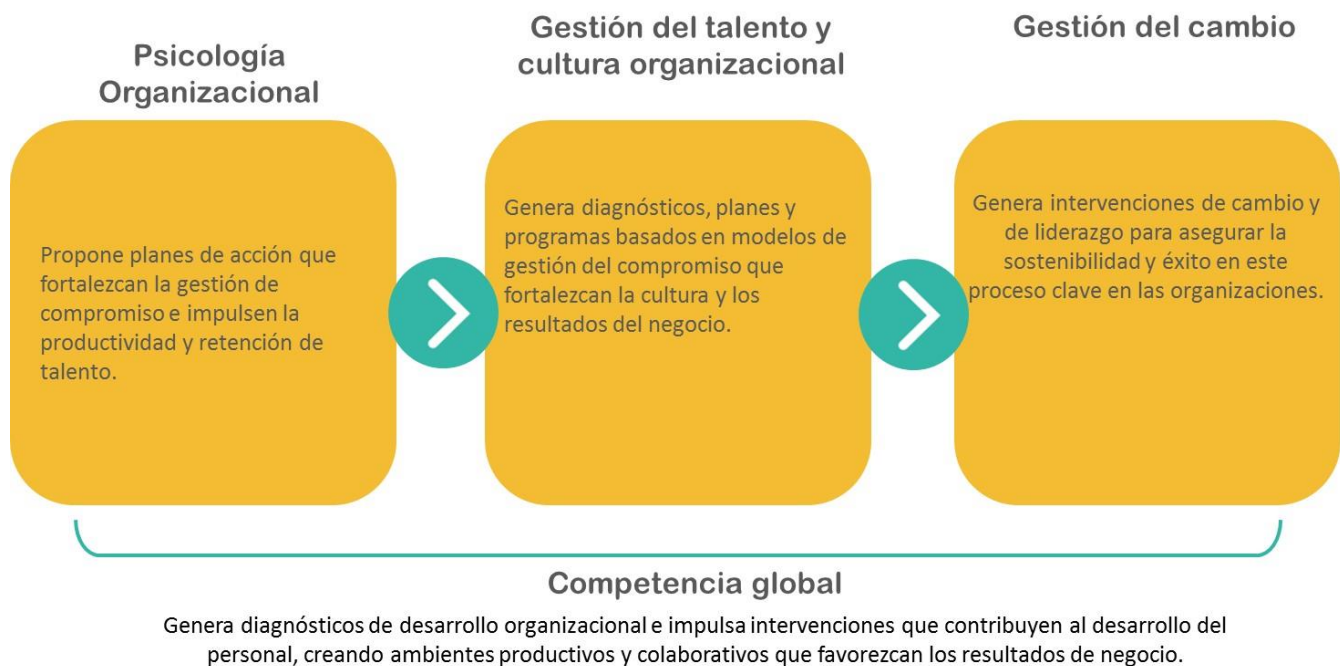 Psicología
Organizacional
Propone planes de acción que
fortalezcan la gestión de
compromiso e impulsen la
productividad y retención de
talento.
Gestión del talento y
cultura organizacional
Genera diagnósticos, planes y
programas basados en modelos de
gestión del compromiso que
fortalezcan la cultura y los
resultados del negocio.
Gestión del cambio
Genera intervenciones de cambio y
de liderazgo para asegurar la
sostenibilidad y éxito en este
proceso clave en las organizaciones.
Competencia global
Genera diagnósticos de desarrollo organizacional e impulsa intervenciones que contribuyen al desarrollo del
personal, creando ambientes productivos y colaborativos que favorezcan los resultados de negocio.